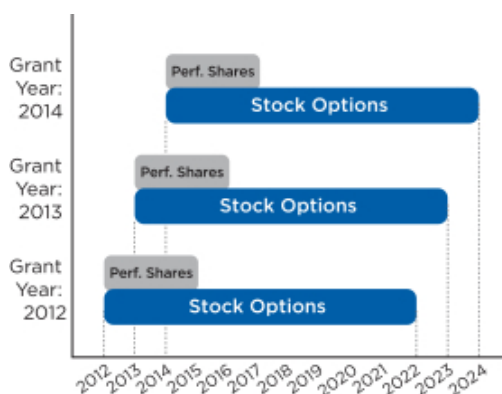 Grant
Year:
2014
Perf. Shares
Stock Options
Grant
Year:
2013
Perf. Shares
Stock Options
Grant
Year:
2012
Perf. Shares
Stock Options
2012 2013 2014 2015 2016 2017 2018 2019 2020 2021 2022 2023 2024